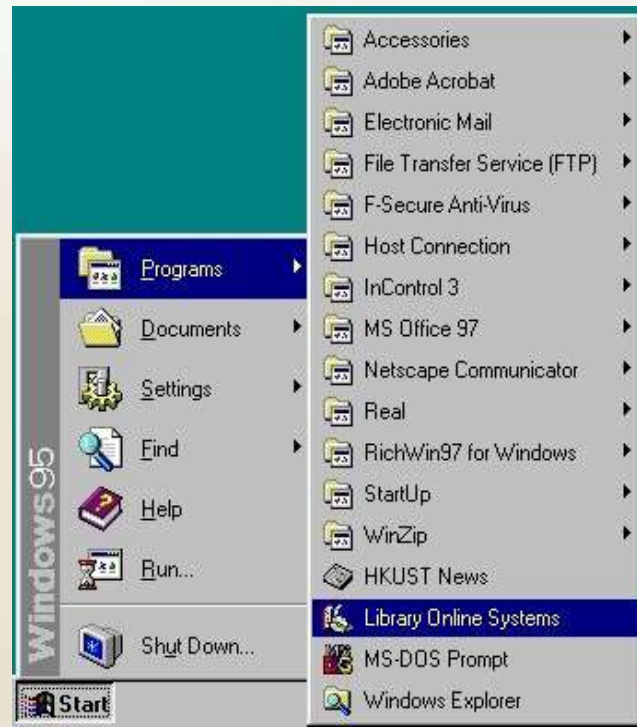 Accessories
Adobe Acrobat
Electronic Mail
File Transfer Service (FTP)
F-Secure Anti-Virus
Host Connection
InControl 3
MS Office 97
Netscape Communicator
Real
RichWin97 for Windows
StartUp
WinZip
HKUST News
Library Online Systems
MS-DOS Prompt
Windows Explorer
Programs
Documents
Settings
Find
Help
Run...
Shut Down...
Windows95
Start